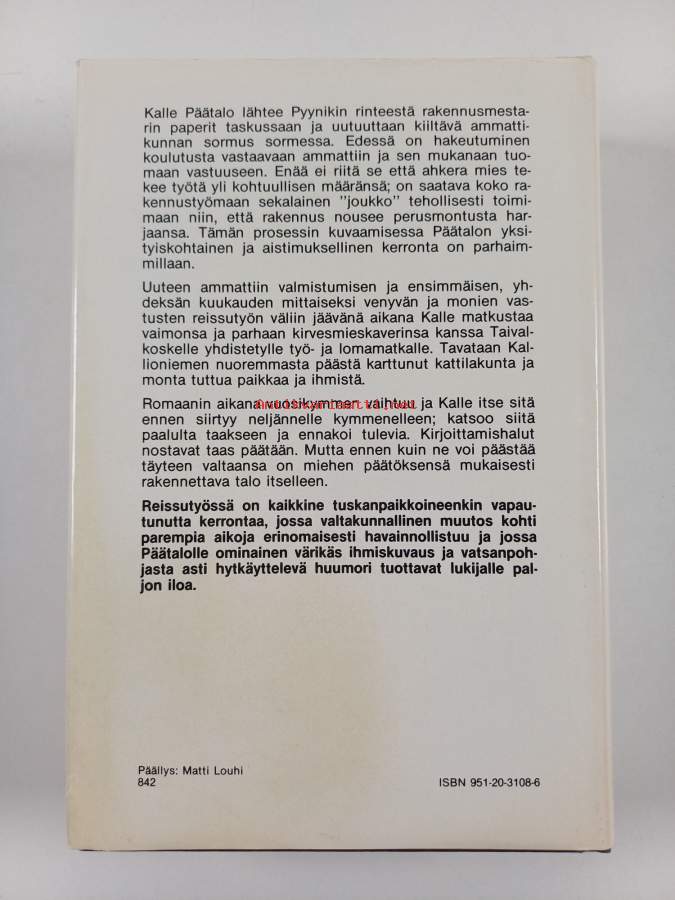 Kalle Päätalo lähtee Pyynikin rinteestä rakennusmesta-
rin paperit taskussaan ja uutuuttaan kiiltävä ammatti-
kunnan sormus sormessa. Edessä on hakeutuminen
koulutusta vastaavaan ammattiin ja sen mukanaan tuo-
maan vastuuseen. Enää ei riitä se että ahkera mies te-
kee työtä yli kohtuullisen määränsä; on saatava koko ra-
kennustyömaan sekalainen ”joukko” tehollisesti toimi-
maan niin, että rakennus nousee perusmontusta har-
jaansa. Tämän prosessin kuvaamisessa Päätalon yksi-
tyiskohtainen ja aistimuksellinen kerronta on parhaim-
millaan.
Uuteen ammattiin valmistumisen ja ensimmäisen, yh-
deksän kuukauden mittaiseksi venyvän ja monien vas-
tusten reissutyön väliin jäävänä aikana Kalle matkustaa
vaimonsa ja parhaan kirvesmieskaverinsa kanssa Taival-
koskelle yhdistetylle työ- ja lomamatkalle. Tavataan Kal-
lioniemen nuoremmasta päästä karttunut kattilakunta ja
monta tuttua paikkaa ja ihmistä.
Romaanin aikana vuosikymmen vaihtuu ja Kalle itse sitä
ennen siirtyy neljännelle kymmenelleen; katsoo siitä
paalulta taakseen ja ennakoi tulevia. Kirjoittamishalut
nostavat taas päätään. Mutta ennen kuin ne voi päästää
täyteen valtaansa on miehen päätöksensä mukaisesti
rakennettava talo itselleen.
Reissutyössä on kaikkine tuskanpaikkoineenkin vapau-
tunutta kerrontaa, jossa valtakunnallinen muutos kohti
parempia aikoja erinomaisesti havainnollistuu ja jossa
Päätalolle ominainen värikäs ihmiskuvaus ja vatsanpoh-
jasta asti hytkäyttelevä huumori tuottavat lukijalle pal-
jon iloa.
Päällys: Matti Louhi
842
ISBN 951-20-3108-6